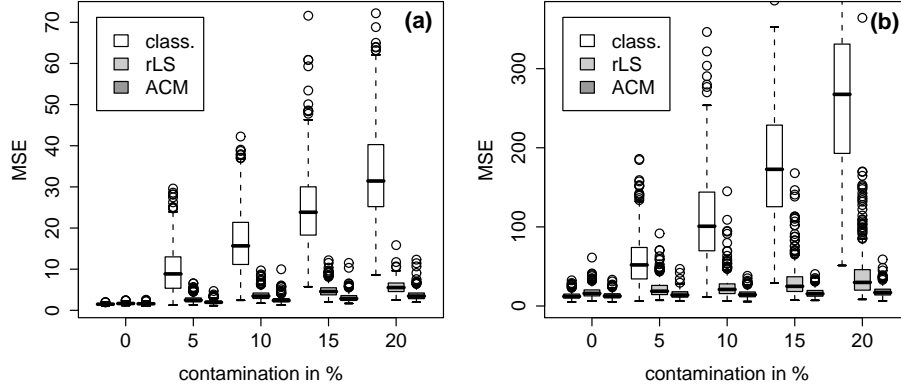 (a)
class.
rLS
ACM
MSE
70
60
50
40
30
20
10
0
0 5 10 15 20
contamination in %
(b)
class.
rLS
ACM
MSE
300
200
100
0
0 5 10 15 20
contamination in %